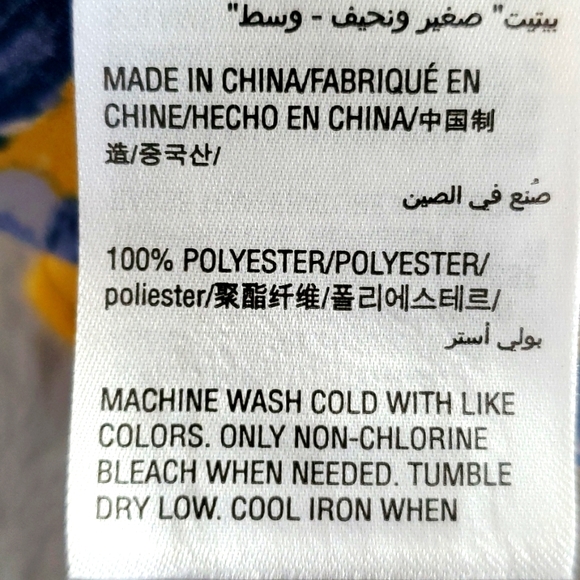 بيتيت" صغير ونحيف - وسط"
MADE IN CHINA/FABRIQUÉ EN
CHINE/HECHO EN CHINA/中国制
造/중국산/
صُنع في الصين
100% POLYESTER/POLYESTER/
poliester/聚酯纤维/폴리에스테르/
بولي أستر
MACHINE WASH COLD WITH LIKE
COLORS. ONLY NON-CHLORINE
BLEACH WHEN NEEDED. TUMBLE
DRY LOW. COOL IRON WHEN